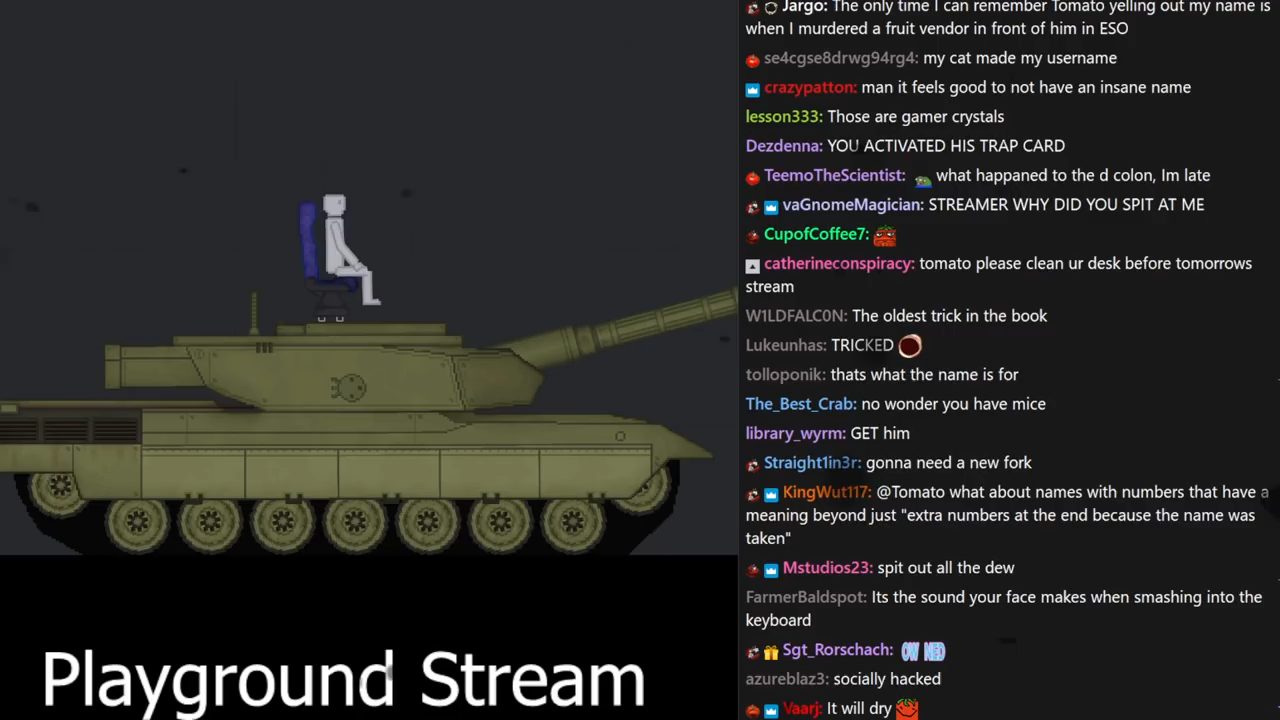 Jargo: The only time I can remember Tomato yelling out my name is
when I murdered a fruit vendor in front of him in ESO
se4cgse8drwg94rg4: my cat made my username
crazypatton: man it feels good to not have an insane name
lesson333: Those are gamer crystals
Dezdenna: YOU ACTIVATED HIS TRAP CARD
TeemoTheScientist: what happaned to the d colon, Im late
vaGnomeMagician: STREAMER WHY DID YOU SPIT AT ME
CupofCoffee7:
catherineconspiracy: tomato please clean ur desk before tomorrows
stream
W1LDFALC0N: The oldest trick in the book
Lukeunhas: TRICKED
tolloponik: thats what the name is for
The_Best_Crab: no wonder you have mice
library_wyrm: GET him
Straight1in3r: gonna need a new fork
KingWut117: @Tomato what about names with numbers that have a
meaning beyond just "extra numbers at the end because the name was
taken"
Mstudios23: spit out all the dew
FarmerBaldspot: Its the sound your face makes when smashing into the
keyboard
Sgt_Rorschach:
azureblaz3: socially hacked
Vaarj: It will dry
Playground Stream